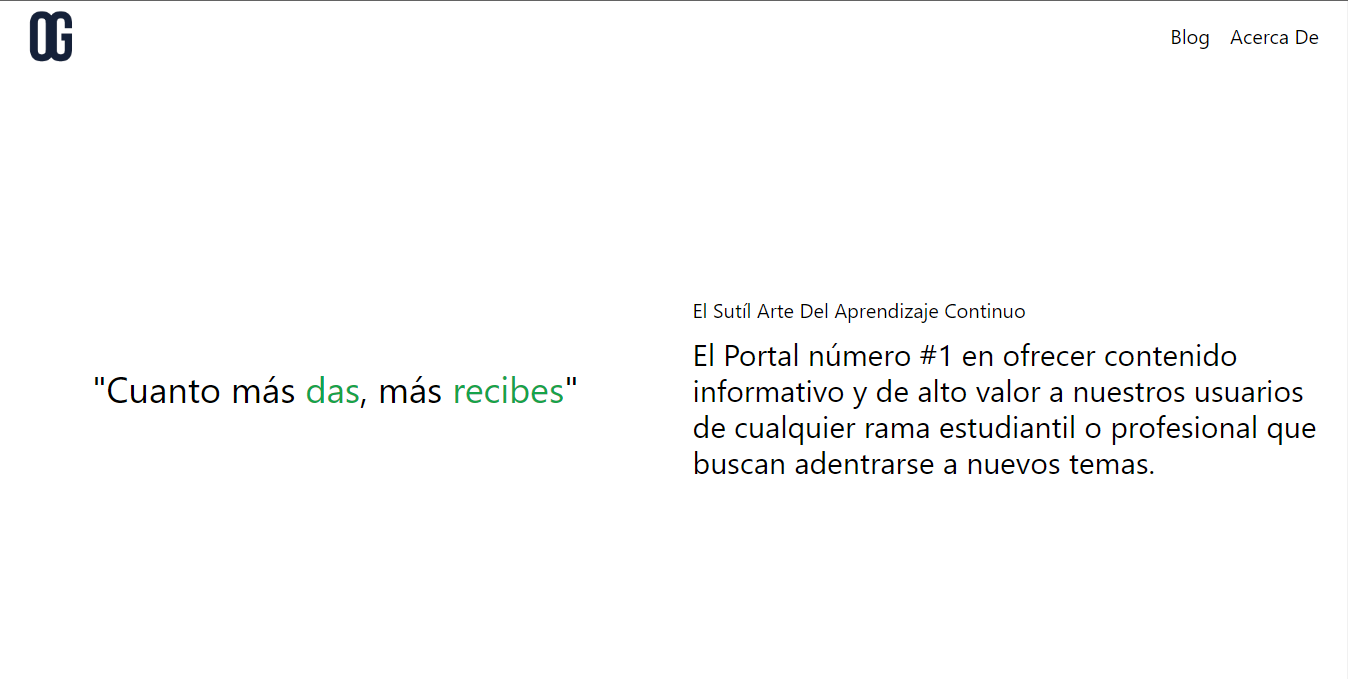 OG
Blog Acerca De
"Cuanto más das, más recibes"
El Sutíl Arte Del Aprendizaje Continuo
El Portal número #1 en ofrecer contenido
informativo y de alto valor a nuestros usuarios
de cualquier rama estudiantil o profesional que
buscan adentrarse a nuevos temas.